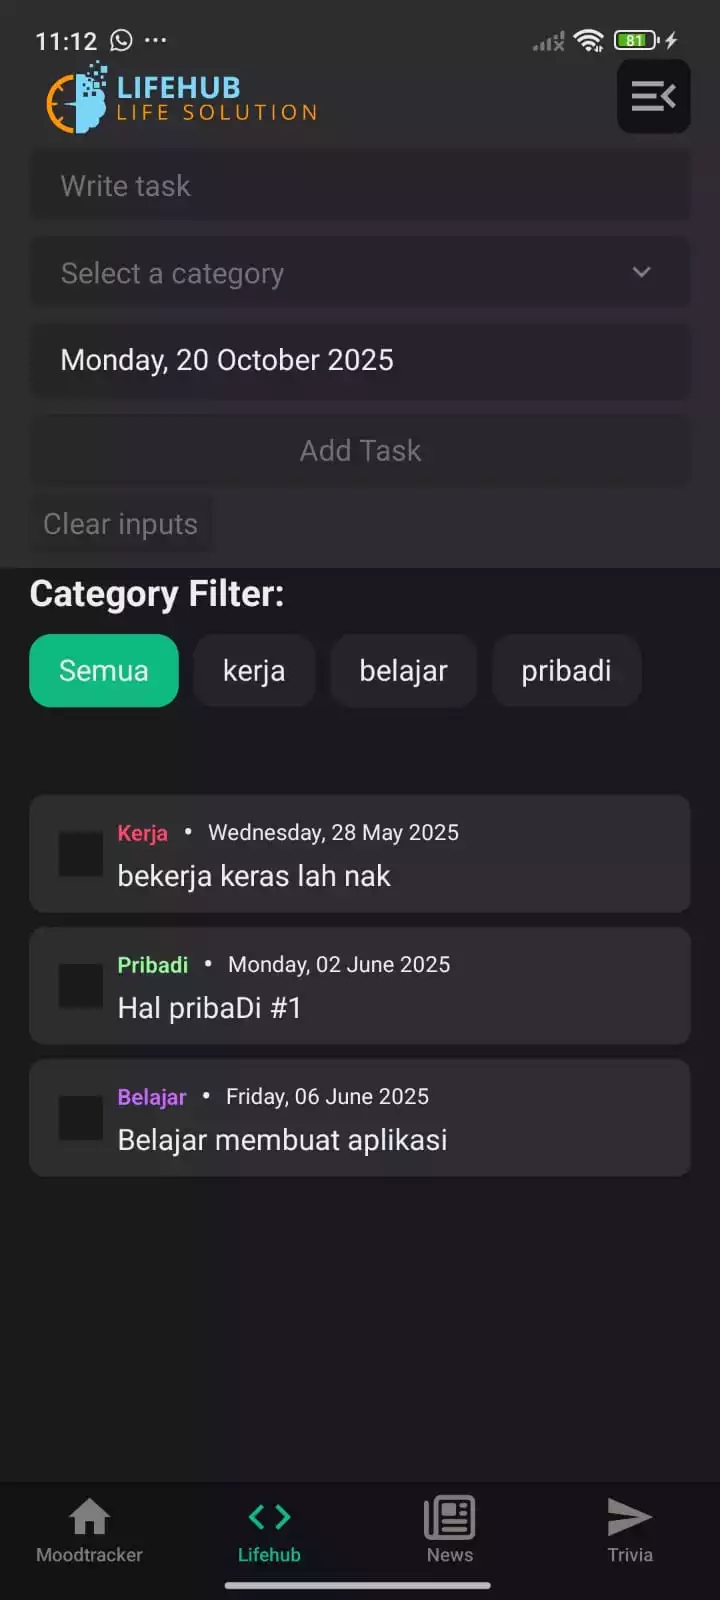 11:12
81
LIFEHUB
LIFE SOLUTION
Write task
Select a category
Monday, 20 October 2025
Add Task
Clear inputs
Category Filter:
Semua kerja belajar pribadi
Kerja • Wednesday, 28 May 2025
bekerja keras lah nak
Pribadi • Monday, 02 June 2025
Hal pribaDi #1
Belajar • Friday, 06 June 2025
Belajar membuat aplikasi
Moodtracker Lifehub News Trivia